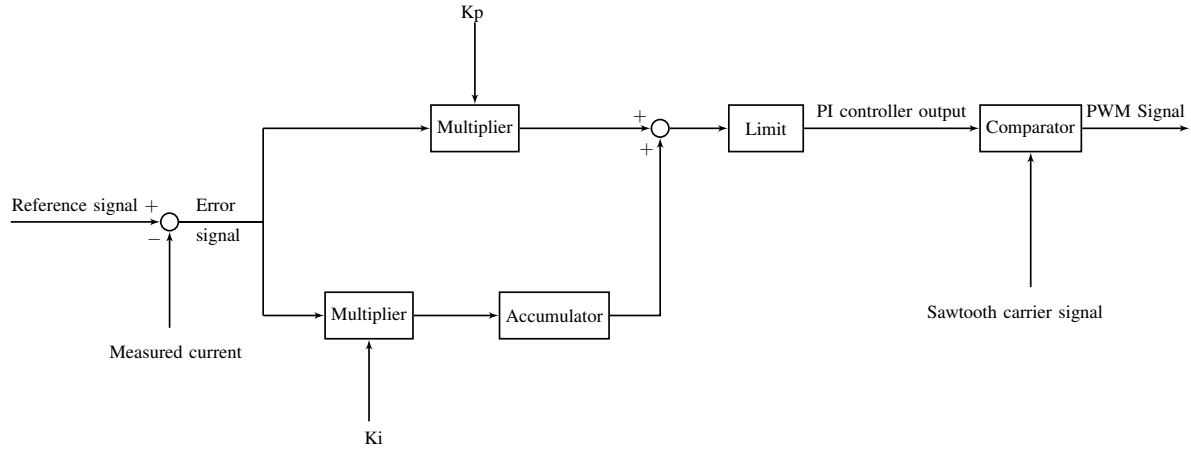 Kp
Multiplier
+
+
Limit
PI controller output
Comparator
PWM Signal
Reference signal +
−
Error
signal
Multiplier
Accumulator
Sawtooth carrier signal
Measured current
Ki